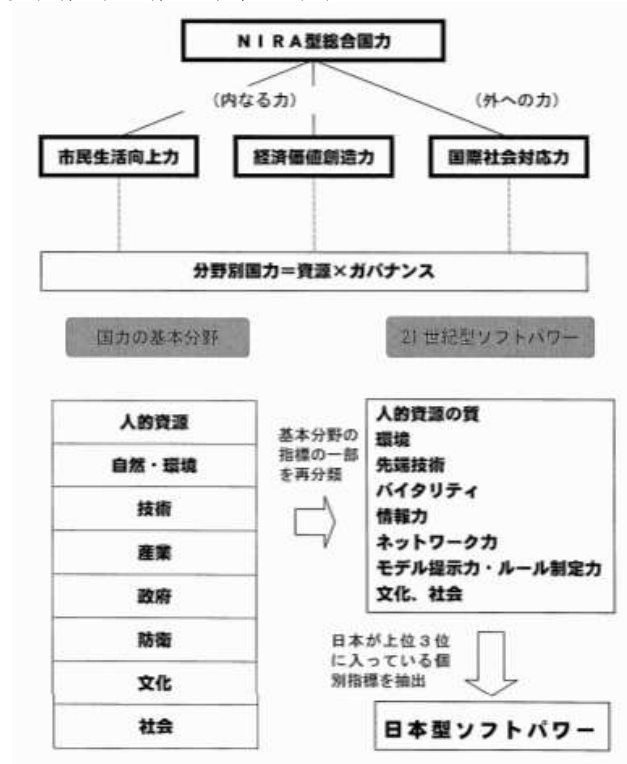 NIRA型総合国力
(内なる力)
(外への力)
市民生活向上力
経済価値創造力
国際社会対応力
分野別国力=資源×ガバナンス
国力の基本分野
21世紀型ソフトパワー
人的資源
自然・環境
技術
産業
政府
防衛
文化
社会
基本分野の
指標の一部
を再分類
人的資源の質
環境
先端技術
バイタリティ
情報力
ネットワーク力
モデル提示力・ルール制定力
文化、社会
日本が上位3位
に入っている個
別指標を抽出
日本型ソフトパワー